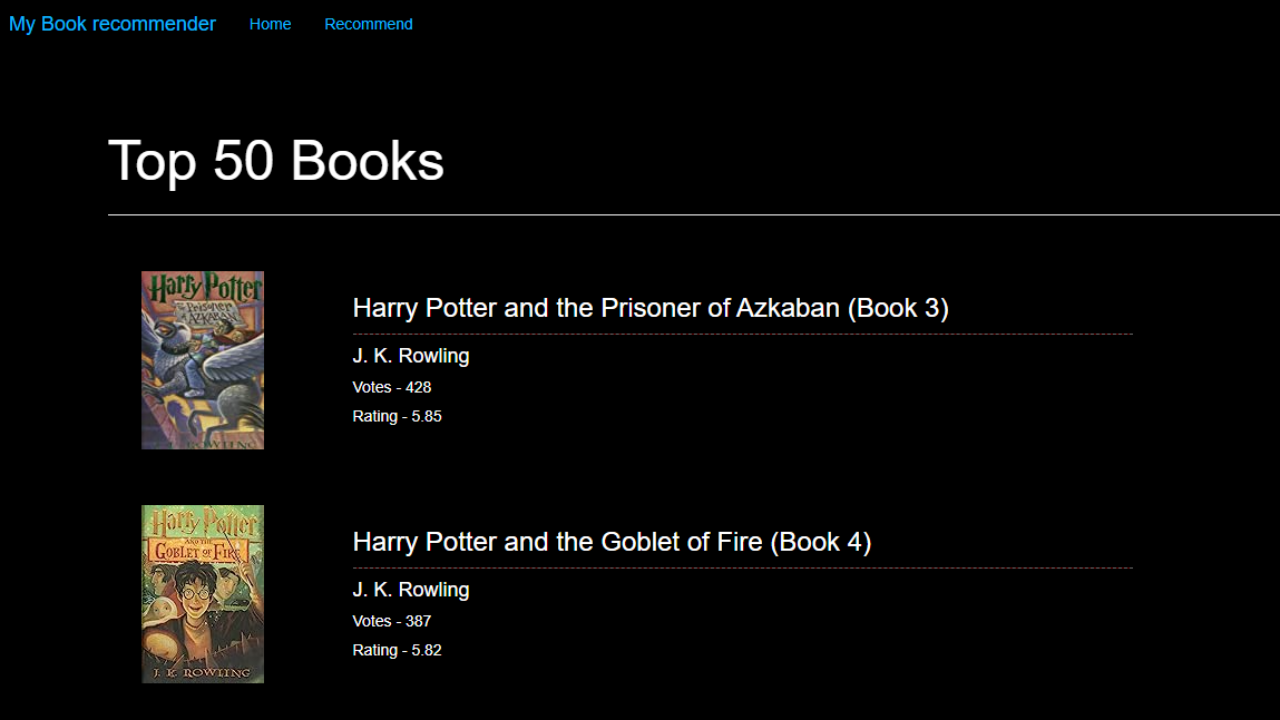 My Book recommender Home Recommend
Top 50 Books
Harry Potter
and the
Prisoner
of AZKABAN
J. K. ROWLING
Harry Potter and the Prisoner of Azkaban (Book 3)
J. K. Rowling
Votes - 428
Rating - 5.85
Harry Potter
AND THE
GOBLET OF FIRE
J. K. ROWLING
Harry Potter and the Goblet of Fire (Book 4)
J. K. Rowling
Votes - 387
Rating - 5.82